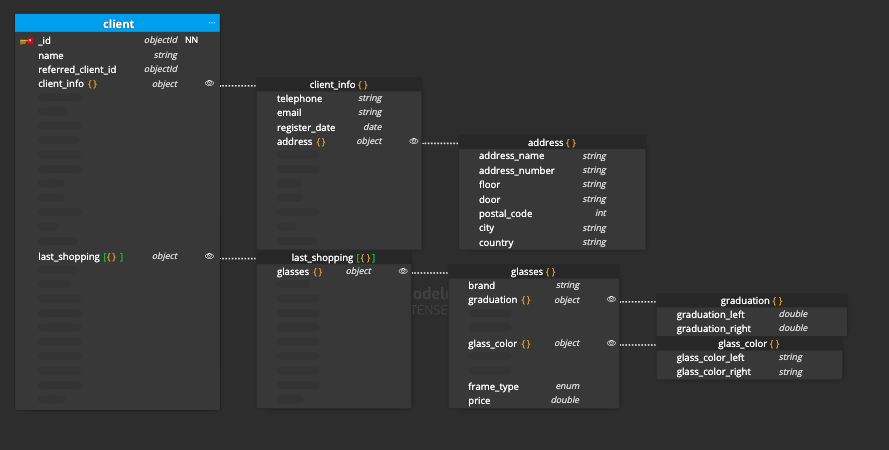 client ...
_id objectId NN
name string
referred_client_id objectId
client_info {} object
client_info {}
telephone string
email string
register_date date
address {} object
address {}
address_name string
address_number string
floor string
door string
postal_code int
city string
country string
last_shopping [{} ] object
last_shopping [{}]
glasses {} object
glasses {}
brand string
graduation {} object
graduation {}
graduation_left double
graduation_right double
glass_color {} object
glass_color {}
glass_color_left string
glass_color_right string
frame_type enum
price double